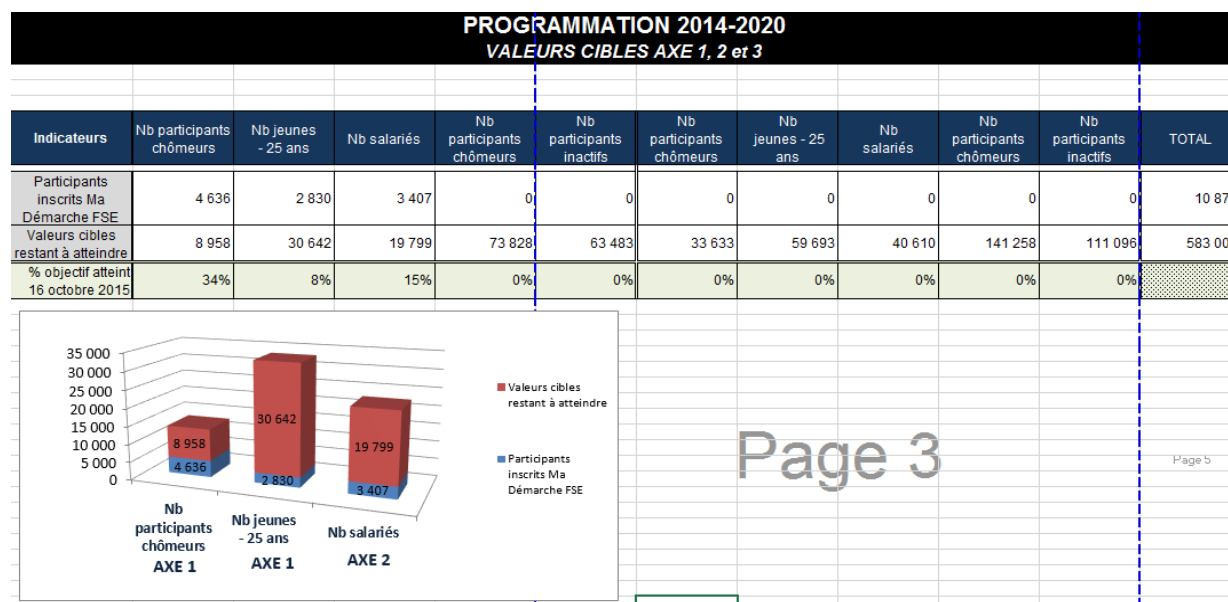 PROGRAMMATION 2014-2020
VALEURS CIBLES AXE 1, 2 et 3
Indicateurs Nb participants chômeurs Nb jeunes - 25 ans Nb salariés Nb participants chômeurs Nb participants inactifs Nb participants chômeurs Nb jeunes - 25 ans Nb salariés Nb participants chômeurs Nb participants inactifs TOTAL
Participants inscrits Ma Démarche FSE 4 636 2 830 3 407 0 0 0 0 0 0 0 10 87
Valeurs cibles restant à atteindre 8 958 30 642 19 799 73 828 63 483 33 633 59 693 40 610 141 258 111 096 583 00
% objectif atteint 16 octobre 2015 34% 8% 15% 0% 0% 0% 0% 0% 0% 0%
35 000
30 000
25 000
20 000
15 000
10 000
5 000
0
8 958
4 636
30 642
2 830
19 799
3 407
Nb participants chômeurs
AXE 1
Nb jeunes - 25 ans
AXE 1
Nb salariés
AXE 2
Valeurs cibles
restant à atteindre
Participants
inscrits Ma
Démarche FSE
Page 3
Page 5